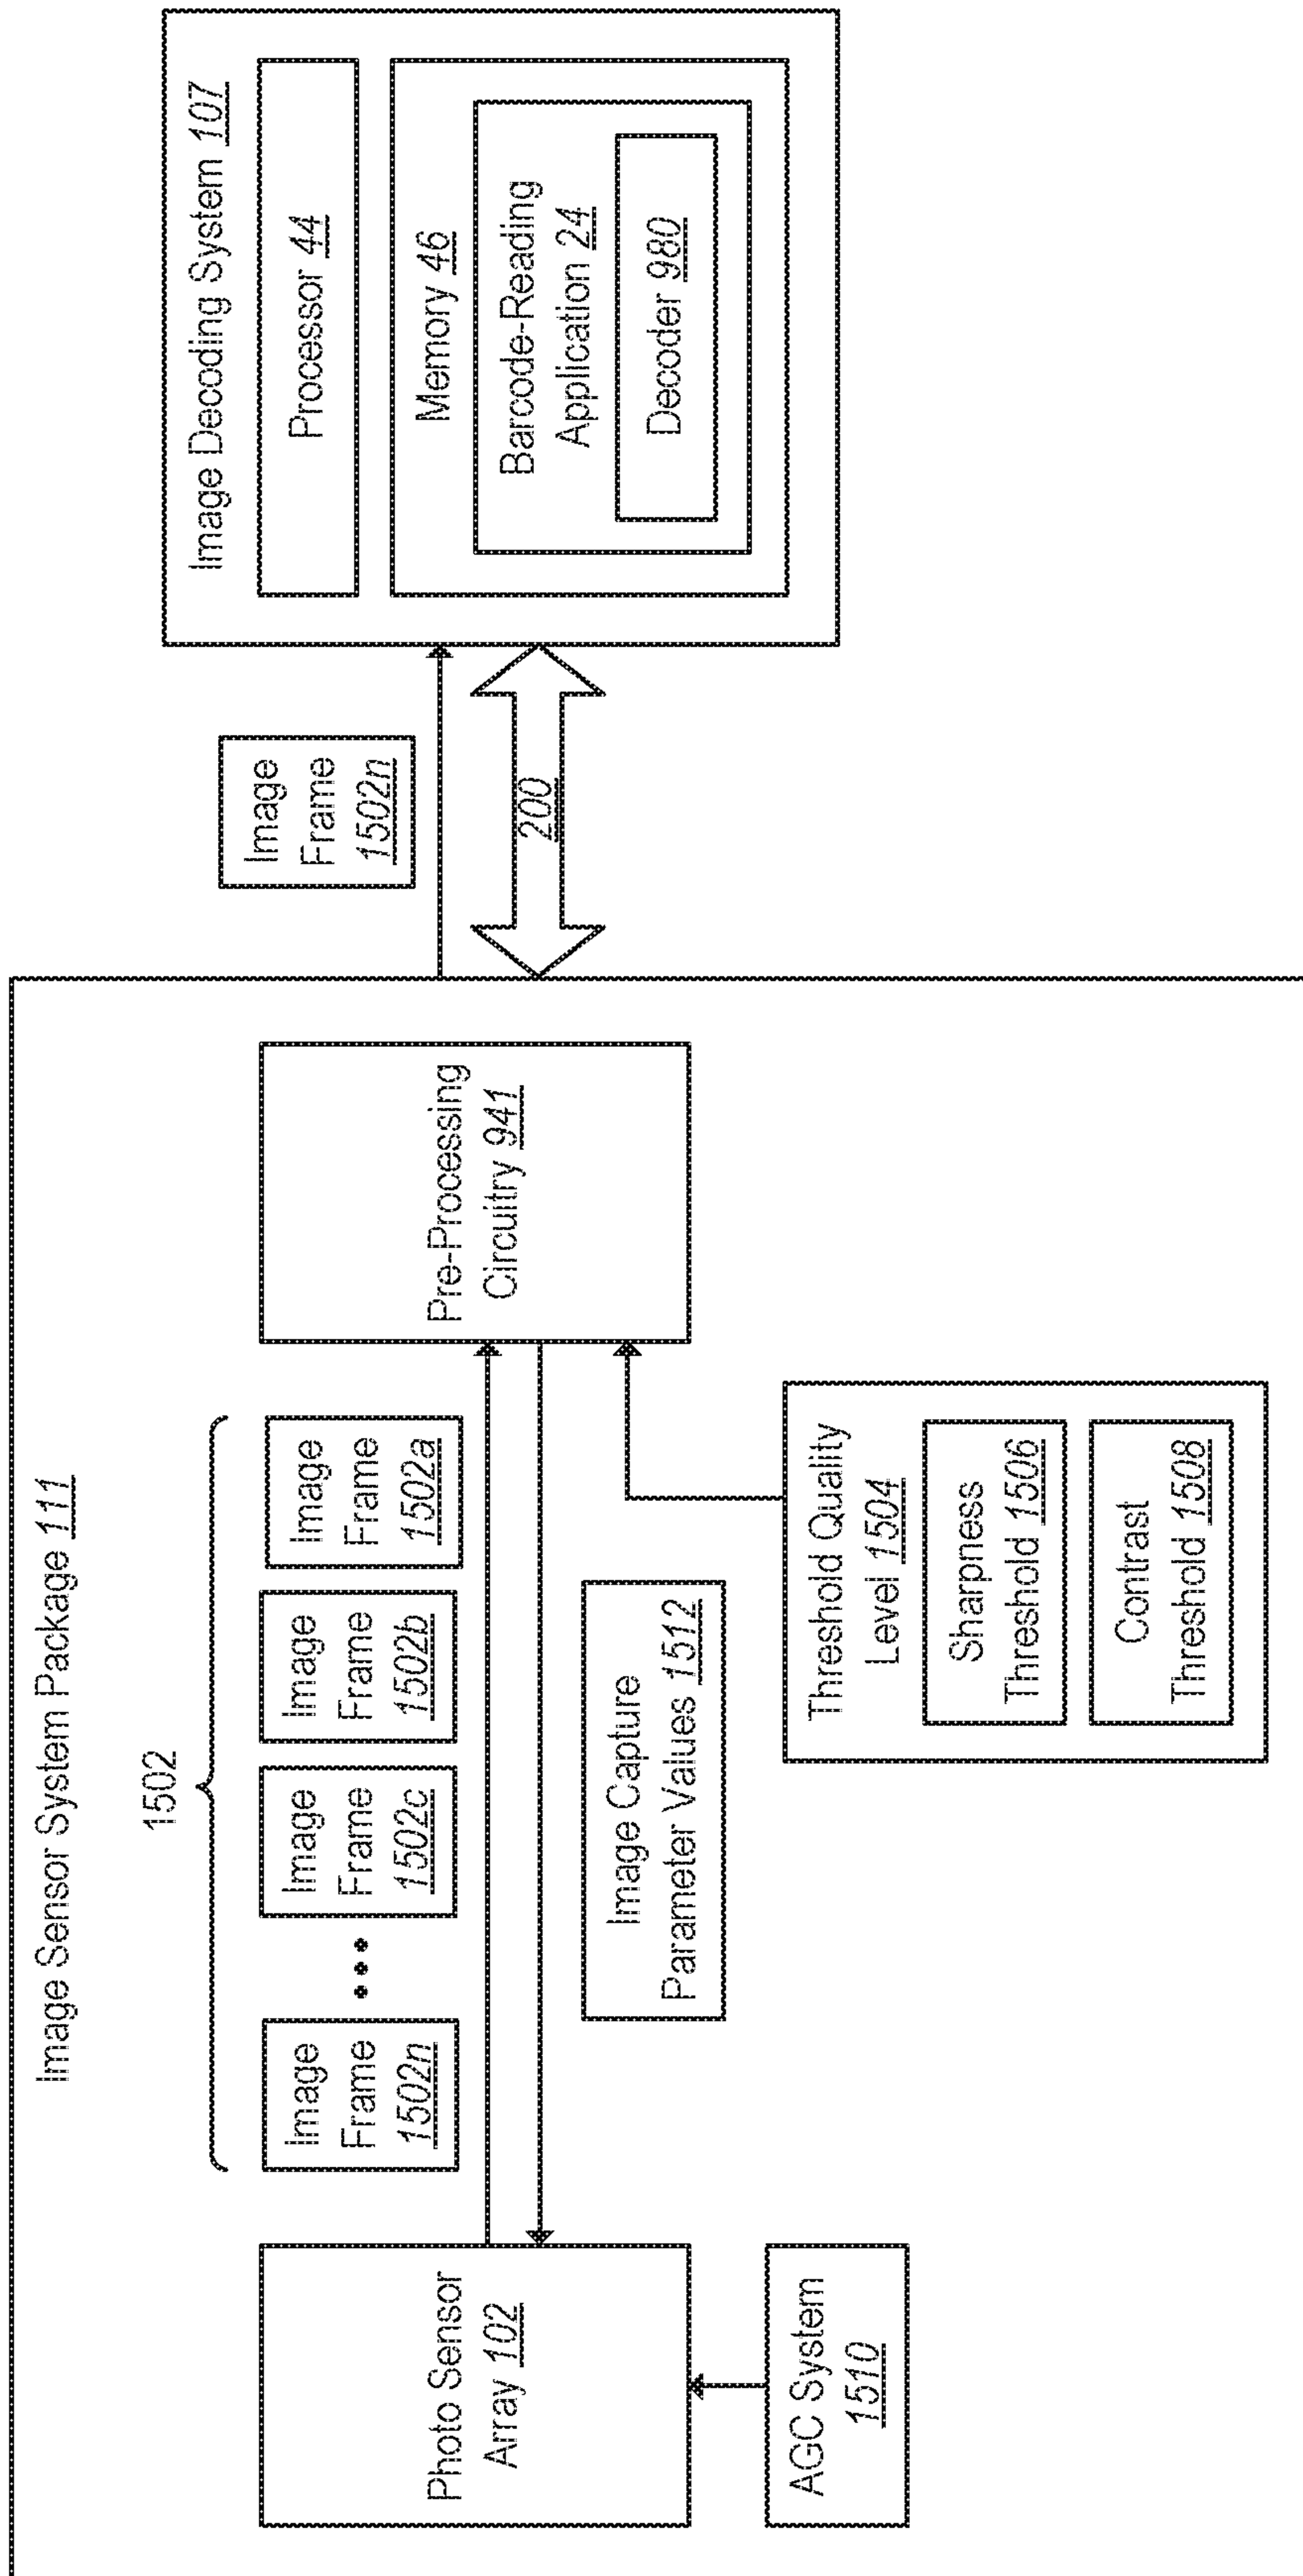 Image Sensor System Package 111
1502
Image
Frame
1502n
Image
Frame
1502c
Image
Frame
1502b
Image
Frame
1502a
Photo Sensor
Array 102
Pre-Processing
Circuitry 941
Image Capture
Parameter Values 1512
AGC System
1510
Threshold Quality
Level 1504
Sharpness
Threshold 1506
Contrast
Threshold 1508
Image
Frame
1502n
200
Image Decoding System 107
Processor 44
Memory 46
Barcode-Reading
Application 24
Decoder 980